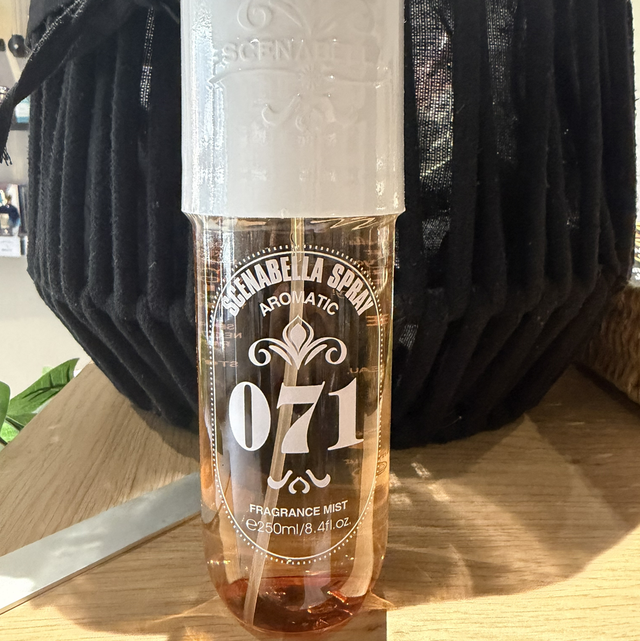 SCENABELLA
SCENABELLA SPRAY
AROMATIC
071
FRAGRANCE MIST
℮250ml/8.4fl.oz.